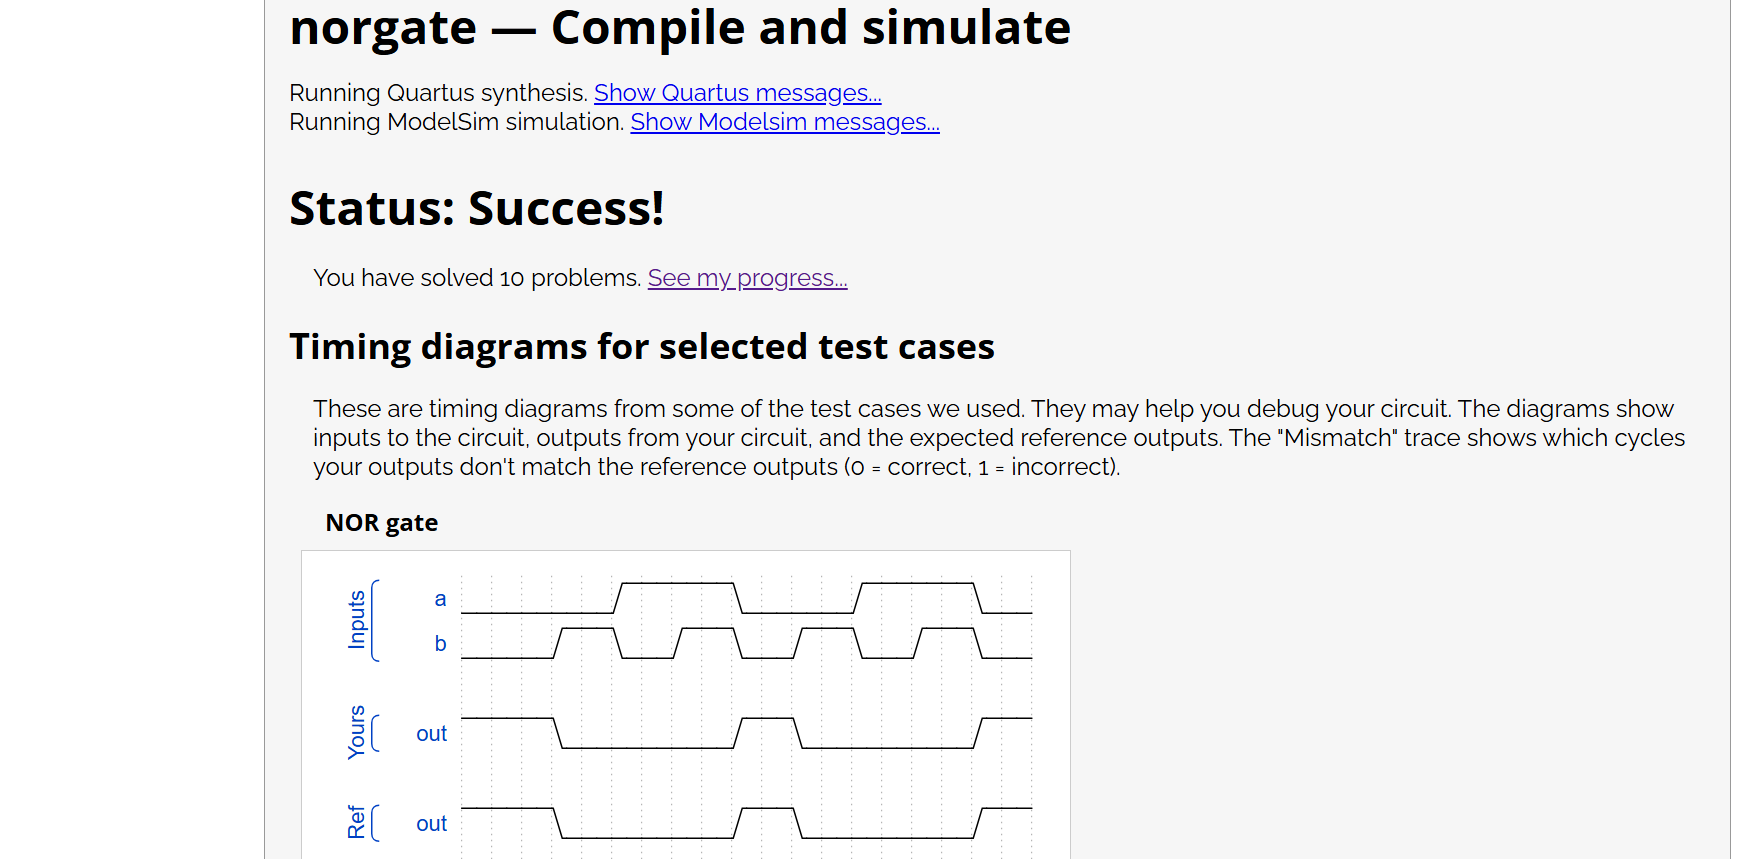 norgate — Compile and simulate
Running Quartus synthesis. Show Quartus messages...
Running ModelSim simulation. Show Modelsim messages...
Status: Success!
You have solved 10 problems. See my progress...
Timing diagrams for selected test cases
These are timing diagrams from some of the test cases we used. They may help you debug your circuit. The diagrams show
inputs to the circuit, outputs from your circuit, and the expected reference outputs. The "Mismatch" trace shows which cycles
your outputs don't match the reference outputs (0 = correct, 1 = incorrect).
NOR gate
Inputs
a
b
Yours
out
Ref
out